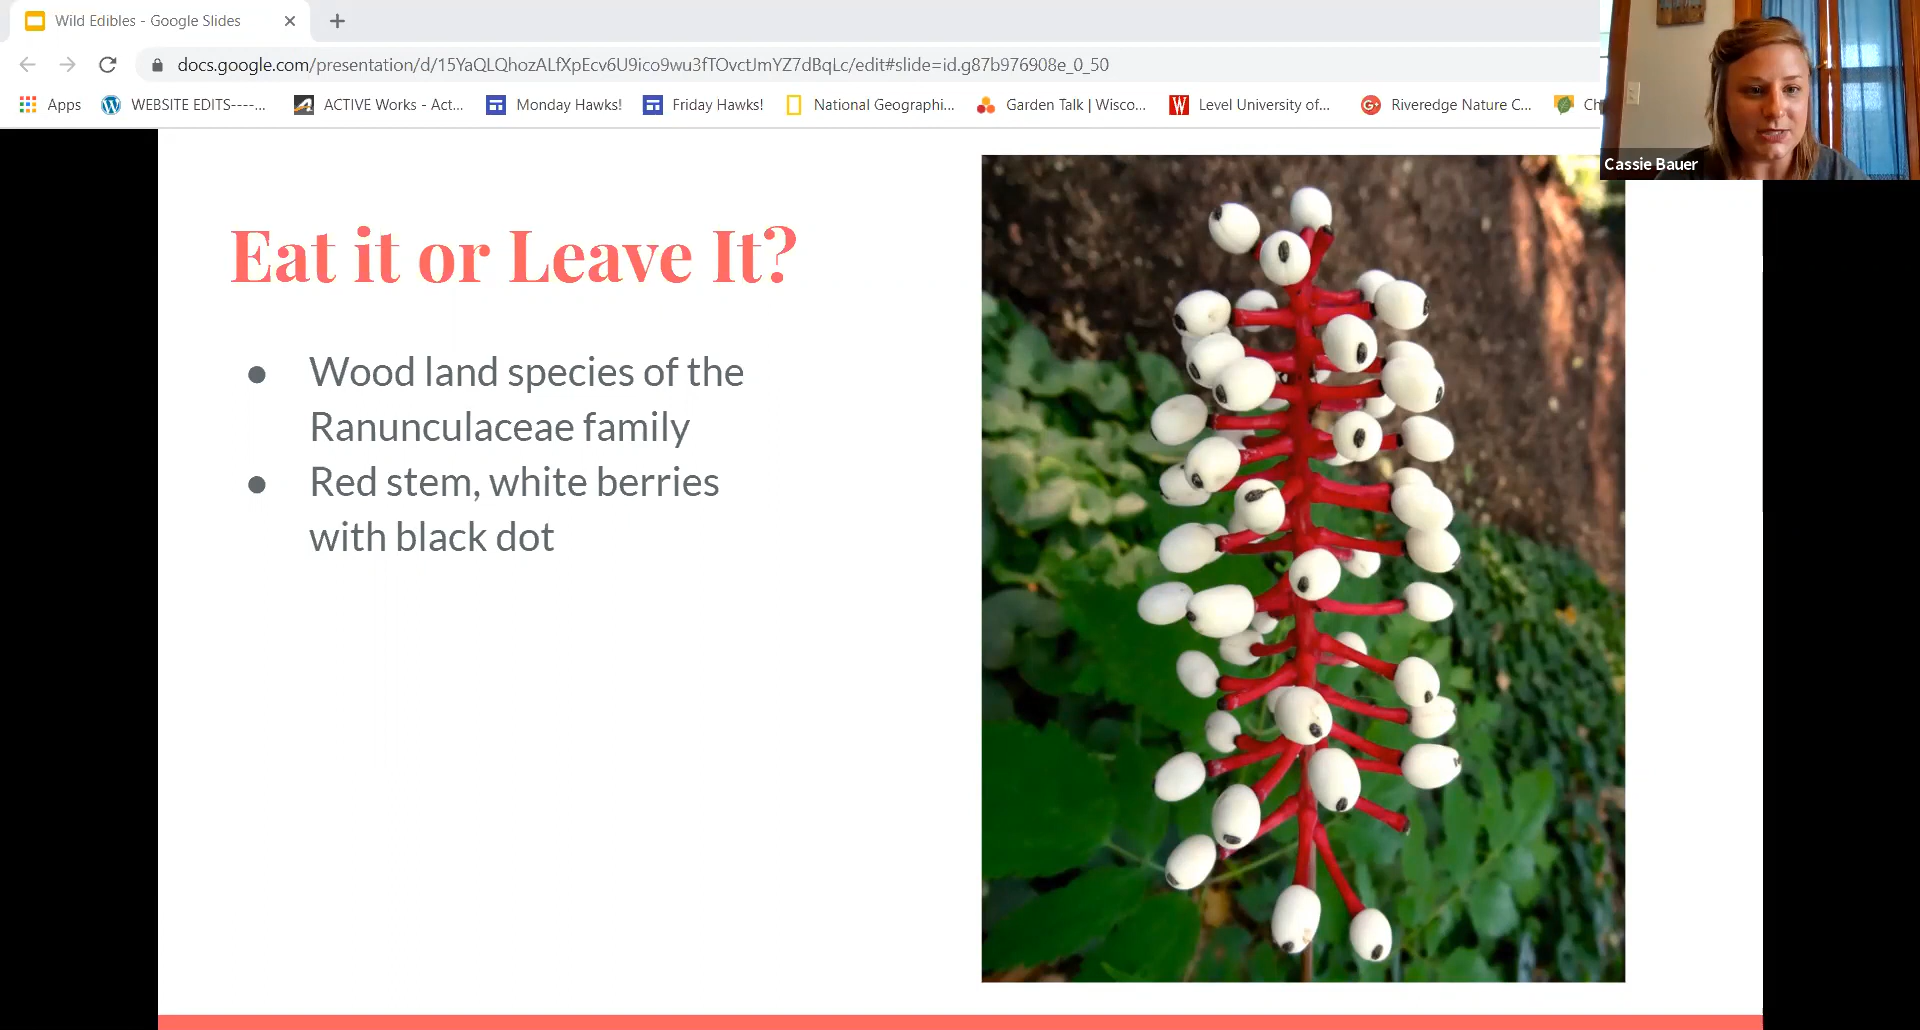 Wild Edibles - Google Slides
docs.google.com/presentation/d/15YaQLQhozALfXpEcv6U9ico9wu3fTOvctJmYZ7dBqLc/edit#slide=id.g87b976908e_0_50
Apps WEBSITE EDITS----... ACTIVE Works - Act... Monday Hawks! Friday Hawks! National Geographi... Garden Talk | Wisco... Level University of... Riveredge Nature C... Ch
Cassie Bauer
Eat it or Leave It?
● Wood land species of the
Ranunculaceae family
● Red stem, white berries
with black dot